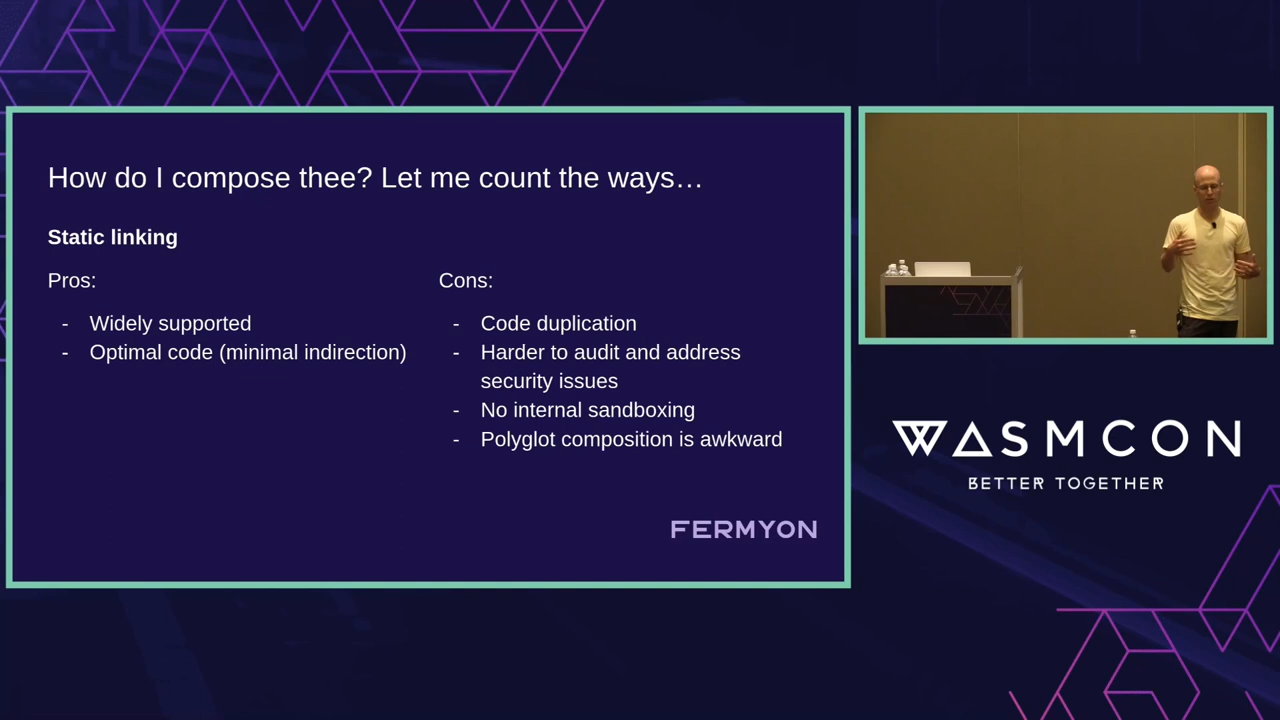 How do I compose thee? Let me count the ways…
Static linking
Pros:
- Widely supported
- Optimal code (minimal indirection)
Cons:
- Code duplication
- Harder to audit and address
security issues
- No internal sandboxing
- Polyglot composition is awkward
FERMYON
WASMCON
BETTER TOGETHER